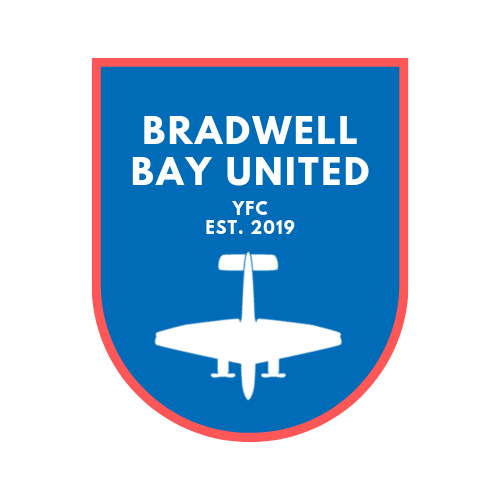 BRADWELL
BAY UNITED
YFC
EST. 2019